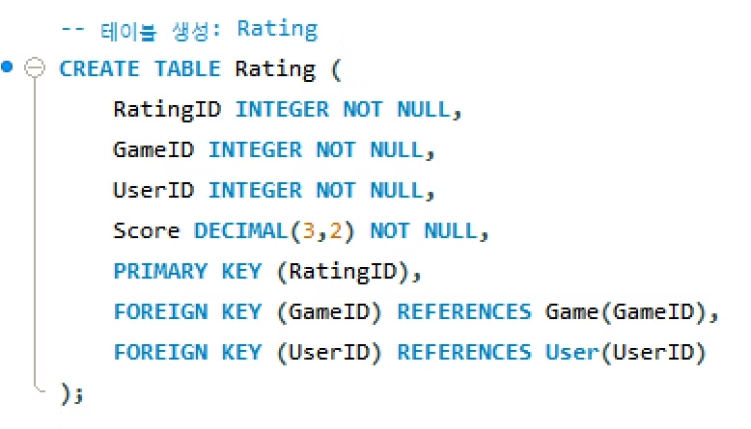 -- 테이블 생성: Rating
CREATE TABLE Rating (
RatingID INTEGER NOT NULL,
GameID INTEGER NOT NULL,
UserID INTEGER NOT NULL,
Score DECIMAL(3,2) NOT NULL,
PRIMARY KEY (RatingID),
FOREIGN KEY (GameID) REFERENCES Game(GameID),
FOREIGN KEY (UserID) REFERENCES User(UserID)
);